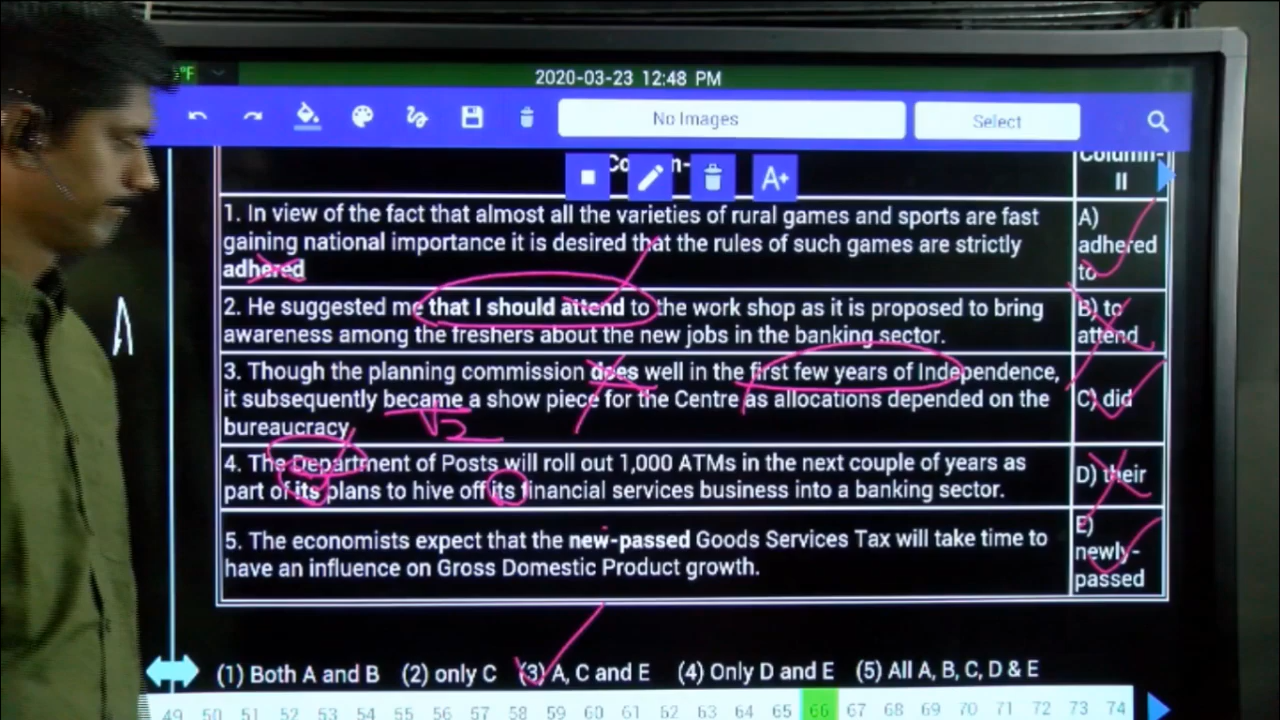 °F
2020-03-23 12:48 PM
No Images
Select
A+
Column-
II
1. In view of the fact that almost all the varieties of rural games and sports are fast
gaining national importance it is desired that the rules of such games are strictly
adhered
A)
adhered
to
2. He suggested me that I should attend to the work shop as it is proposed to bring
awareness among the freshers about the new jobs in the banking sector.
B) to
attend
3. Though the planning commission does well in the first few years of Independence,
it subsequently became a show piece for the Centre as allocations depended on the
bureaucracy.
V2
C) did
4. The Department of Posts will roll out 1,000 ATMs in the next couple of years as
part of its plans to hive off its financial services business into a banking sector.
D) their
5. The economists expect that the new-passed Goods Services Tax will take time to
have an influence on Gross Domestic Product growth.
E)
newly-
passed
(1) Both A and B (2) only C (3) A, C and E (4) Only D and E (5) All A, B, C, D & E
49 50 51 52 53 54 55 56 57 58 59 60 61 62 63 64 65 66 67 68 69 70 71 72 73 74